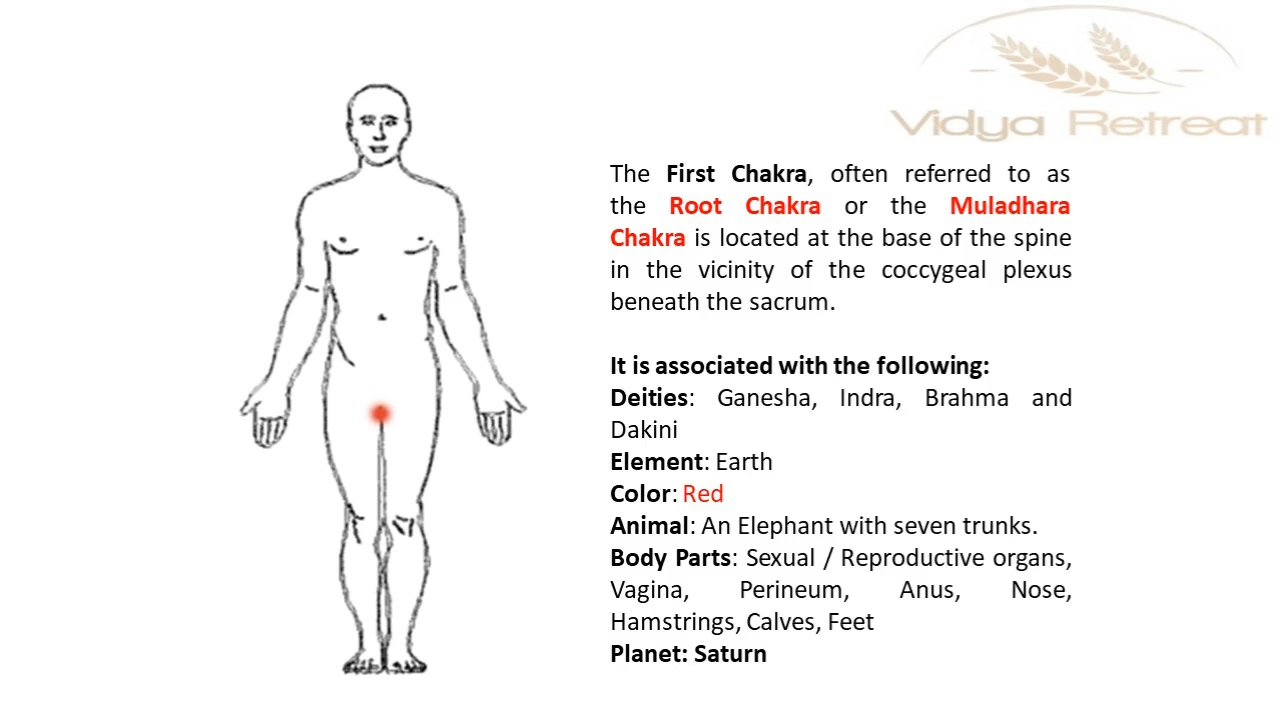 Vidya Retreat
The First Chakra, often referred to as
the Root Chakra or the Muladhara
Chakra is located at the base of the spine
in the vicinity of the coccygeal plexus
beneath the sacrum.
It is associated with the following:
Deities: Ganesha, Indra, Brahma and
Dakini
Element: Earth
Color: Red
Animal: An Elephant with seven trunks.
Body Parts: Sexual / Reproductive organs,
Vagina, Perineum, Anus, Nose,
Hamstrings, Calves, Feet
Planet: Saturn